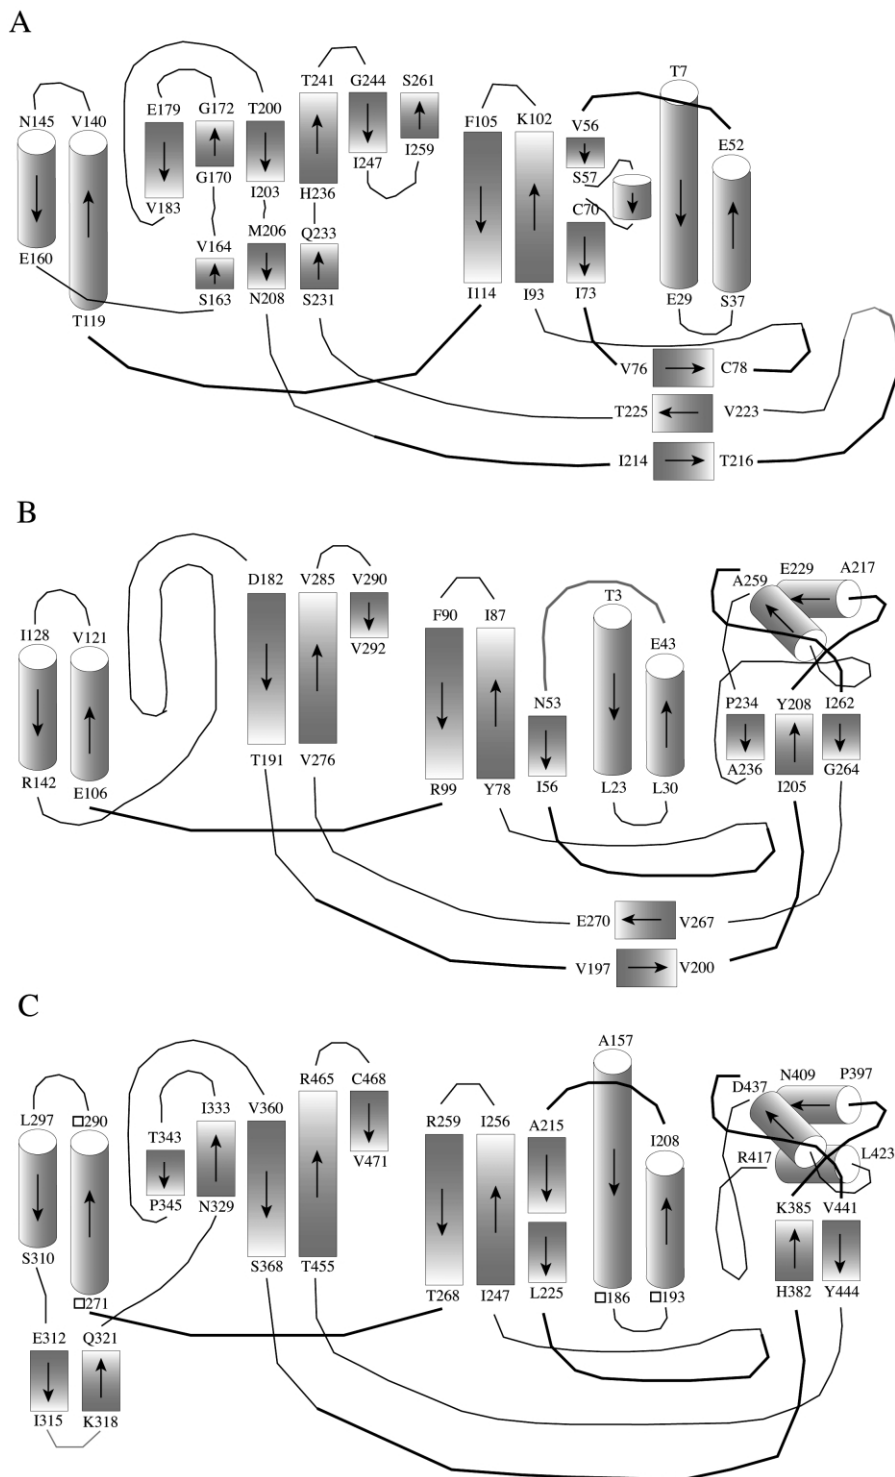 A
T7
T241 G244 S261
N145 V140 E179 G172 T200
F105 K102 V56
E52
I247 I259
S57
G170
V183 I203 H236
C70
M206 Q233
V164
E160
S163 N208 S231
I114 I93 I73 E29 S37
T119
V76 C78
T225 V223
I214 T216
B
A259 E229 A217
D182 V285 V290
T3
F90 I87
I128 V121
E43
V292
N53
P234 Y208 I262
T191 V276
A236 G264
R142 E106
R99 Y78 I56 L23 L30 I205
E270 V267
V197 V200
C
A157
R465 C468
N409 P397
D437
L297 □290
I333 V360
R259 I256 A215
T343
I208
R417 L423
V471
P345 N329
K385 V441
S310
S368 T455
T268 I247 L225 □186 □193 H382 Y444
□271
E312 Q321
I315 K318